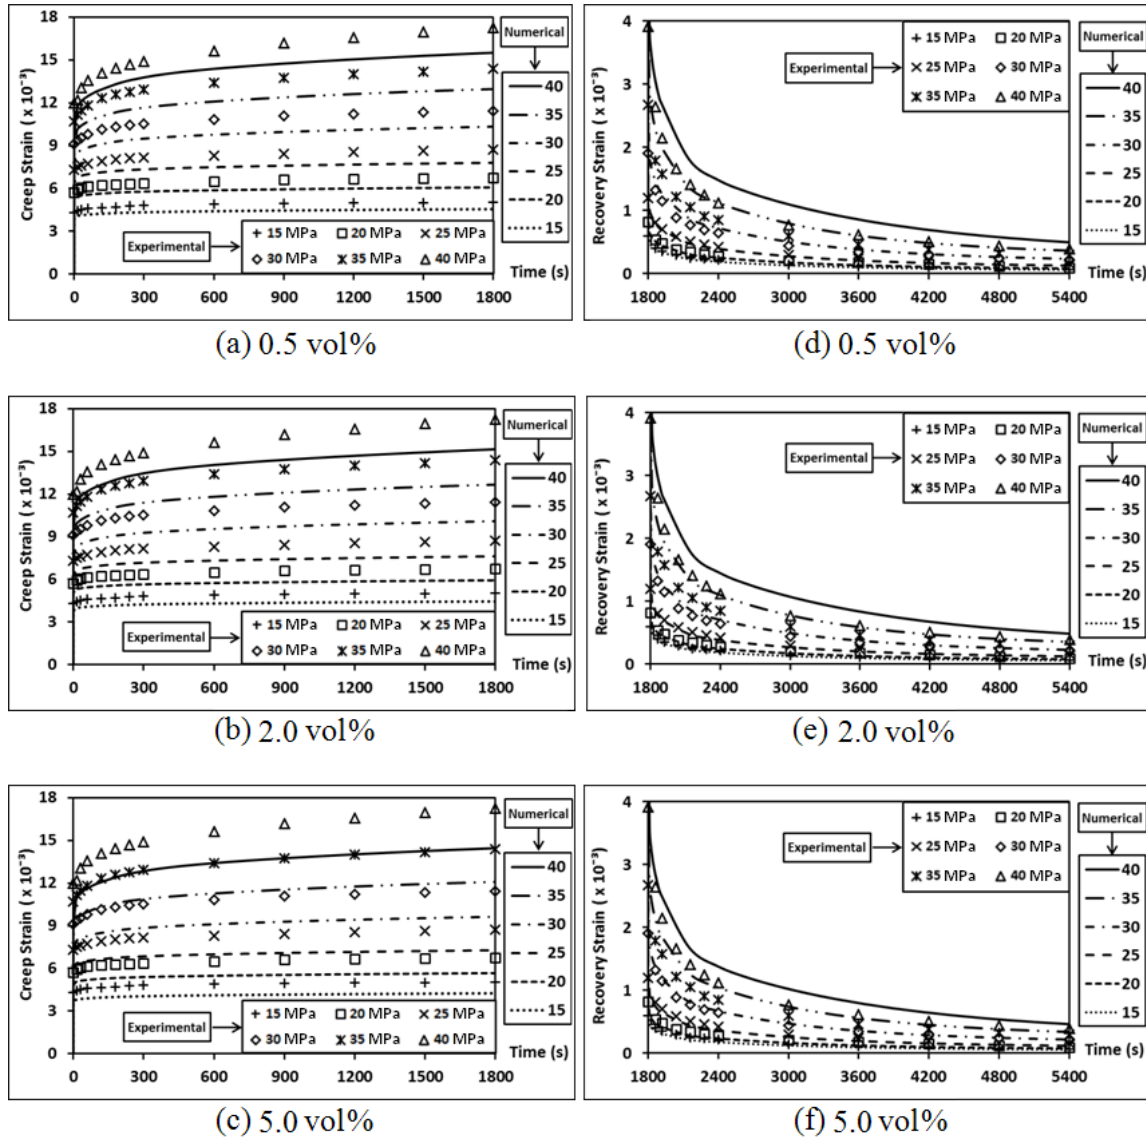 18
15
12
9
6
3
0
Creep Strain ( x 10⁻³)
0 300 600 900 1200 1500 1800
Time (s)
Experimental
15 MPa 20 MPa 25 MPa
30 MPa 35 MPa 40 MPa
Numerical
40
35
30
25
20
15
(a) 0.5 vol%
4
3
2
1
0
Recovery Strain ( x 10⁻³)
1800 2400 3000 3600 4200 4800 5400
Time (s)
Experimental
15 MPa 20 MPa
25 MPa 30 MPa
35 MPa 40 MPa
Numerical
40
35
30
25
20
15
(d) 0.5 vol%
18
15
12
9
6
3
0
Creep Strain ( x 10⁻³)
0 300 600 900 1200 1500 1800
Time (s)
Experimental
15 MPa 20 MPa 25 MPa
30 MPa 35 MPa 40 MPa
Numerical
40
35
30
25
20
15
(b) 2.0 vol%
4
3
2
1
0
Recovery Strain ( x 10⁻³)
1800 2400 3000 3600 4200 4800 5400
Time (s)
Experimental
15 MPa 20 MPa
25 MPa 30 MPa
35 MPa 40 MPa
Numerical
40
35
30
25
20
15
(e) 2.0 vol%
18
15
12
9
6
3
0
Creep Strain ( x 10⁻³)
0 300 600 900 1200 1500 1800
Time (s)
Experimental
15 MPa 20 MPa 25 MPa
30 MPa 35 MPa 40 MPa
Numerical
40
35
30
25
20
15
(c) 5.0 vol%
4
3
2
1
0
Recovery Strain ( x 10⁻³)
1800 2400 3000 3600 4200 4800 5400
Time (s)
Experimental
15 MPa 20 MPa
25 MPa 30 MPa
35 MPa 40 MPa
Numerical
40
35
30
25
20
15
(f) 5.0 vol%